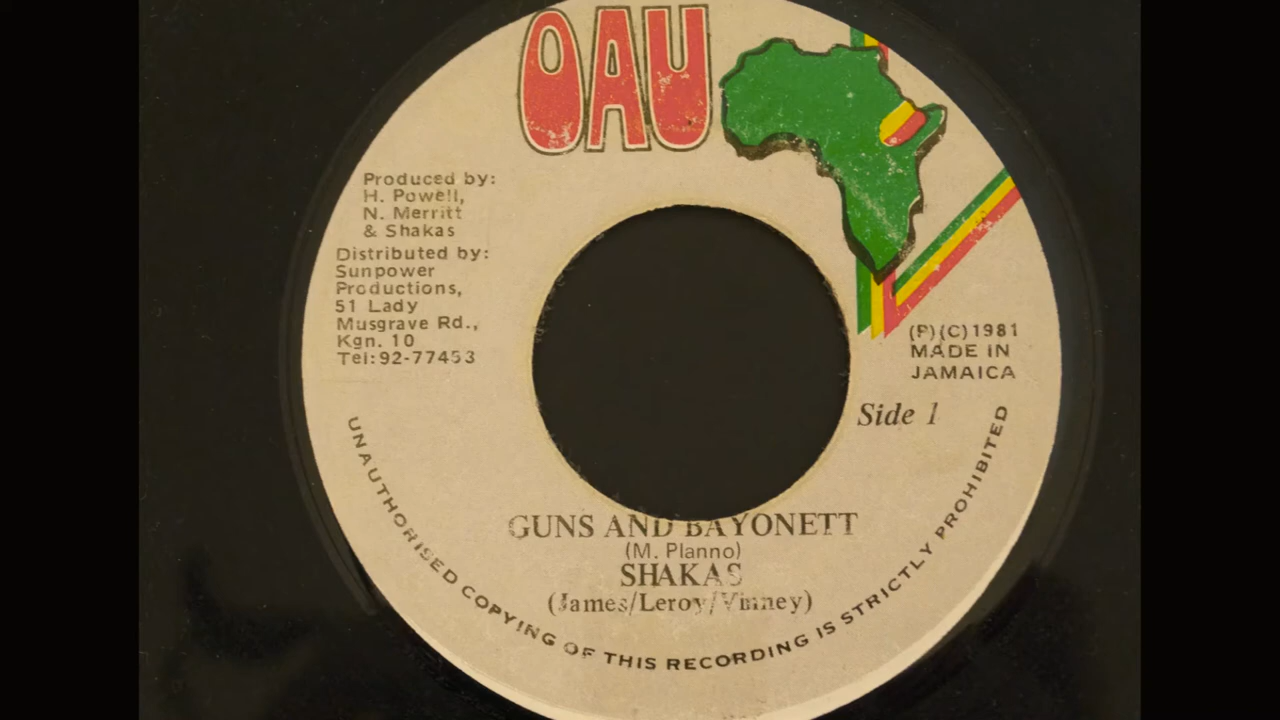 OAU
Produced by:
H. Powell,
N. Merritt
& Shakas
Distributed by:
Sunpower
Productions,
51 Lady
Musgrave Rd.,
Kgn. 10
Tel:92-77453
(P)(C)1981
MADE IN
JAMAICA
Side 1
GUNS AND BAYONETT
(M. Planno)
SHAKAS
(James/Leroy/Vinney)
UNAUTHORISED COPYING OF THIS RECORDING IS STRICTLY PROHIBITED